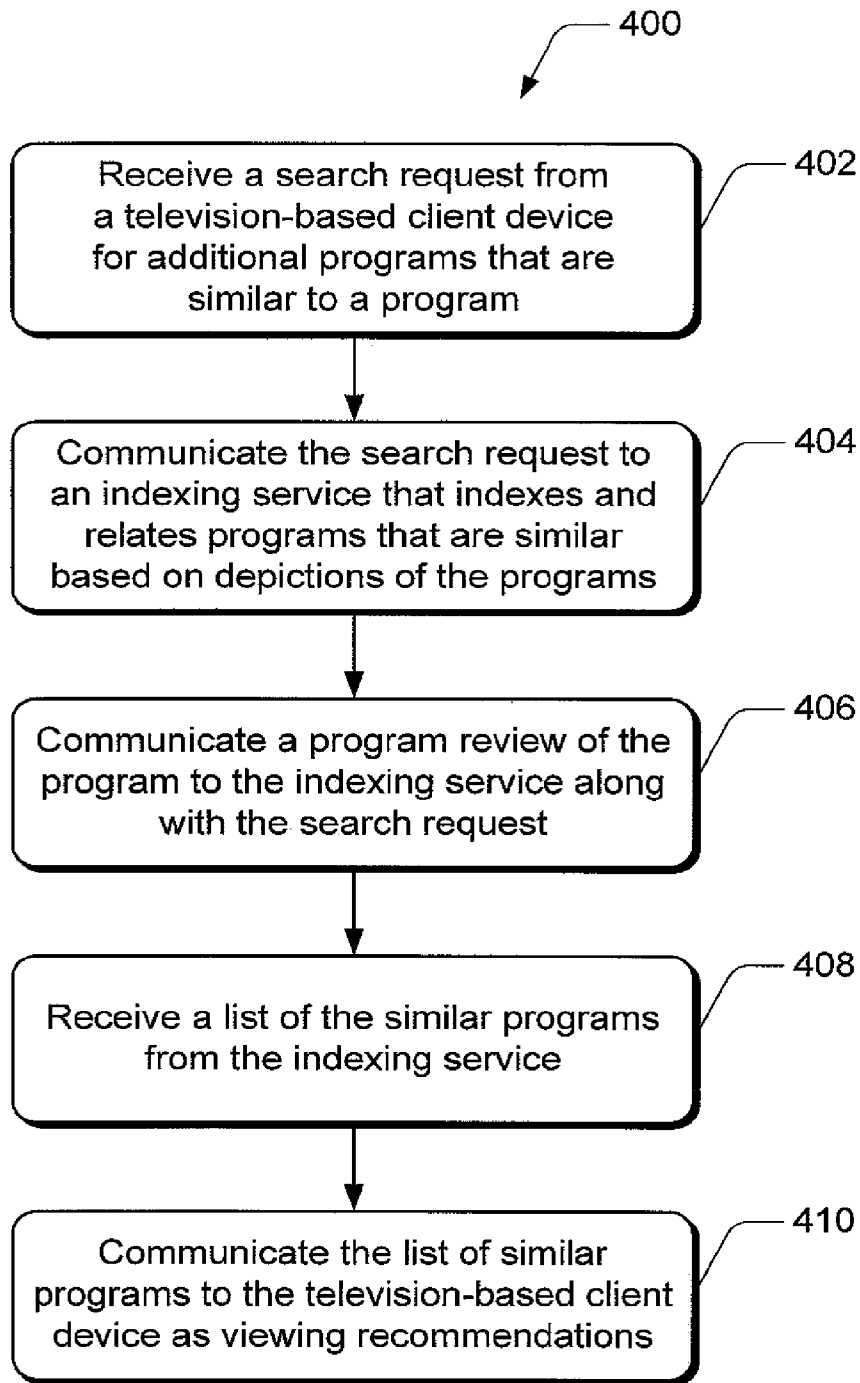 400
402
Receive a search request from
a television-based client device
for additional programs that are
similar to a program
404
Communicate the search request to
an indexing service that indexes and
relates programs that are similar
based on depictions of the programs
406
Communicate a program review of the
program to the indexing service along
with the search request
408
Receive a list of the similar programs
from the indexing service
410
Communicate the list of similar
programs to the television-based client
device as viewing recommendations